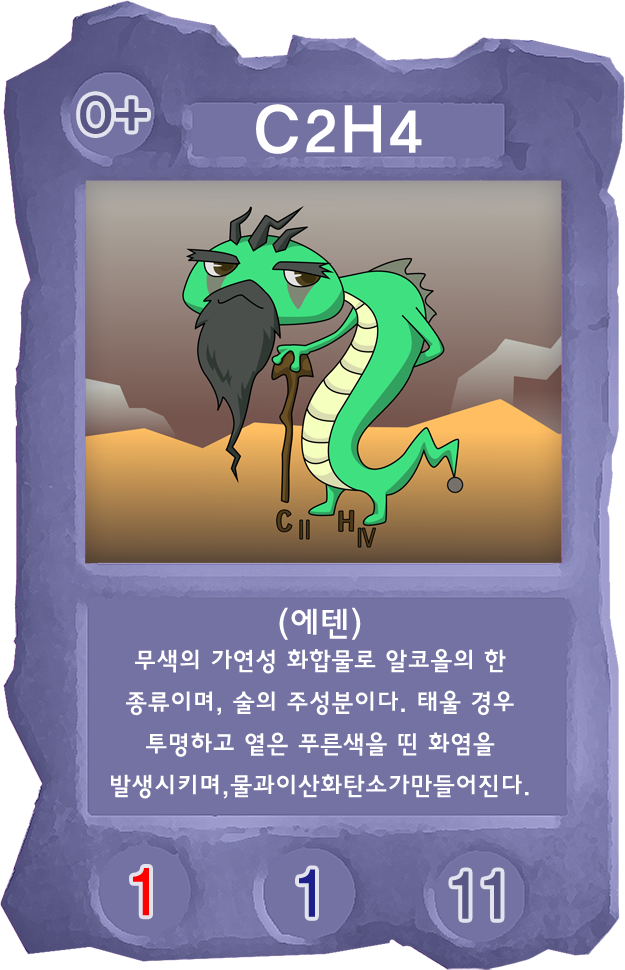 0+
C2H4
C II H IV
(에텐)
무색의 가연성 화합물로 알코올의 한
종류이며, 술의 주성분이다. 태울 경우
투명하고 옅은 푸른색을 띤 화염을
발생시키며,물과이산화탄소가만들어진다.
1 1 11